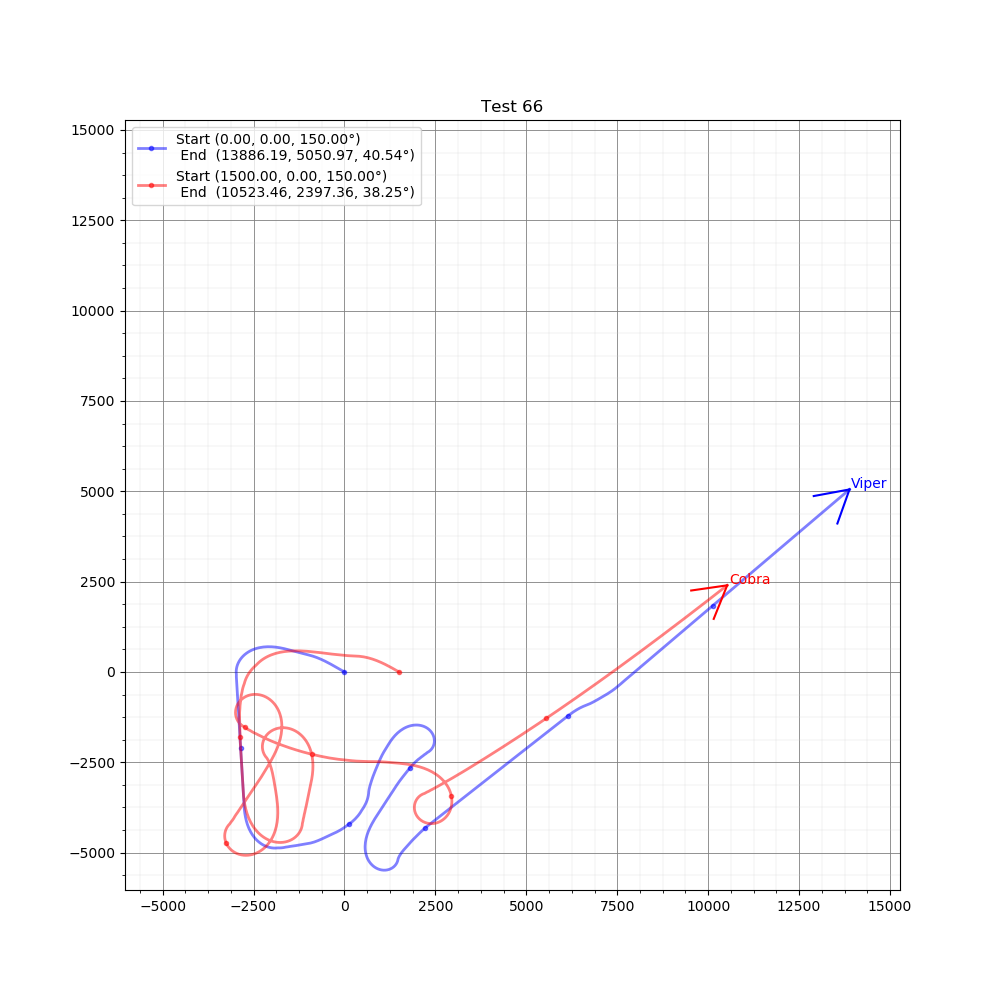 Test 66
Start (0.00, 0.00, 150.00°)
End (13886.19, 5050.97, 40.54°)
Start (1500.00, 0.00, 150.00°)
End (10523.46, 2397.36, 38.25°)
15000
12500
10000
7500
5000
2500
0
−2500
−5000
Viper
Cobra
−5000 −2500 0 2500 5000 7500 10000 12500 15000